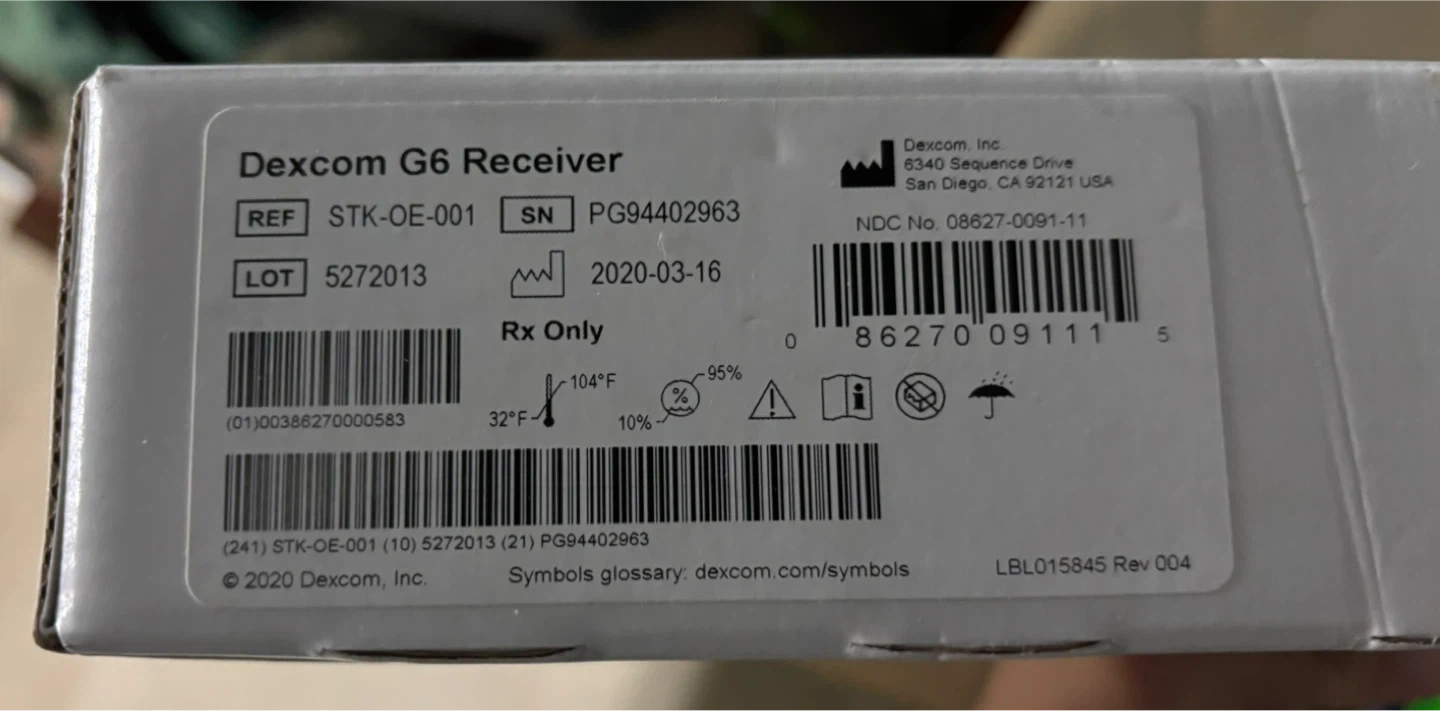 Dexcom G6 Receiver
REF STK-OE-001 SN PG94402963
LOT 5272013 2020-03-16
Rx Only
(01)00386270000583
32°F 104°F
10% % 95%
Dexcom, Inc.
6340 Sequence Drive
San Diego, CA 92121 USA
NDC No. 08627-0091-11
0 86270 09111 5
(241) STK-OE-001 (10) 5272013 (21) PG94402963
© 2020 Dexcom, Inc. Symbols glossary: dexcom.com/symbols LBL015845 Rev 004